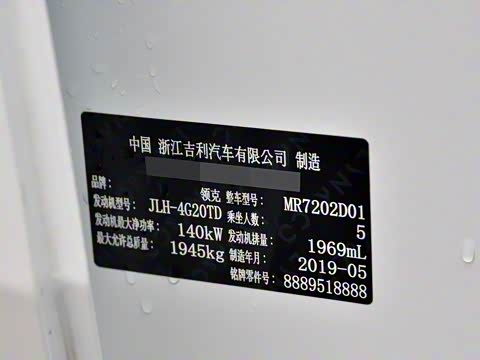 中国 浙江吉利汽车有限公司 制造
品牌： 领克 整车型号： MR7202D01
发动机型号： JLH-4G20TD 乘坐人数： 5
发动机最大净功率： 140kW 发动机排量： 1969mL
最大允许总质量： 1945kg 制造年月： 2019-05
铭牌零件号： 8889518888